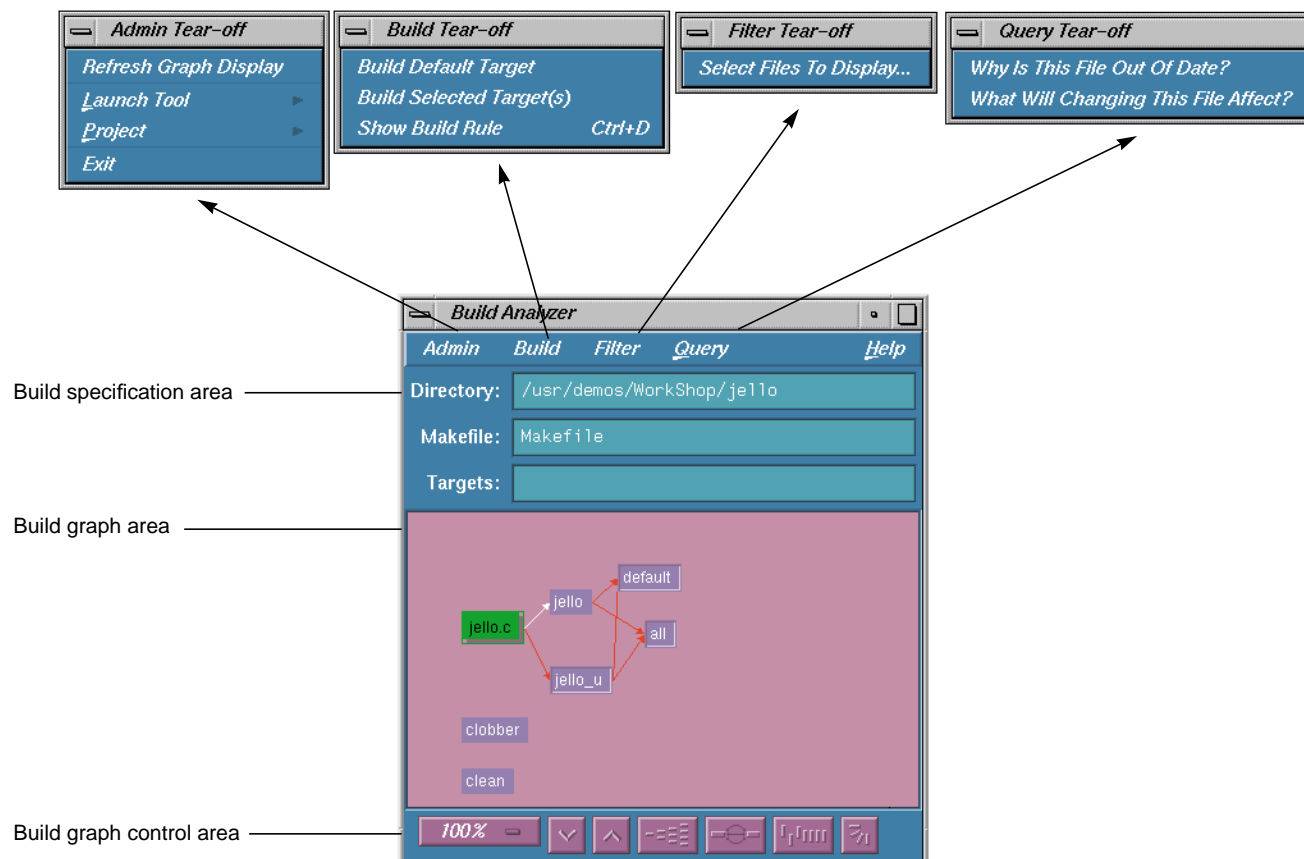 Admin Tear-off
Refresh Graph Display
Launch Tool
Project
Exit
Build Tear-off
Build Default Target
Build Selected Target(s)
Show Build Rule Ctrl+D
Filter Tear-off
Select Files To Display...
Query Tear-off
Why Is This File Out Of Date?
What Will Changing This File Affect?
Build Analyzer
Admin Build Filter Query Help
Build specification area
Directory: /usr/demos/WorkShop/jello
Makefile: Makefile
Targets:
Build graph area
default
jello
jello.c
all
jello_u
clobber
clean
Build graph control area
100%